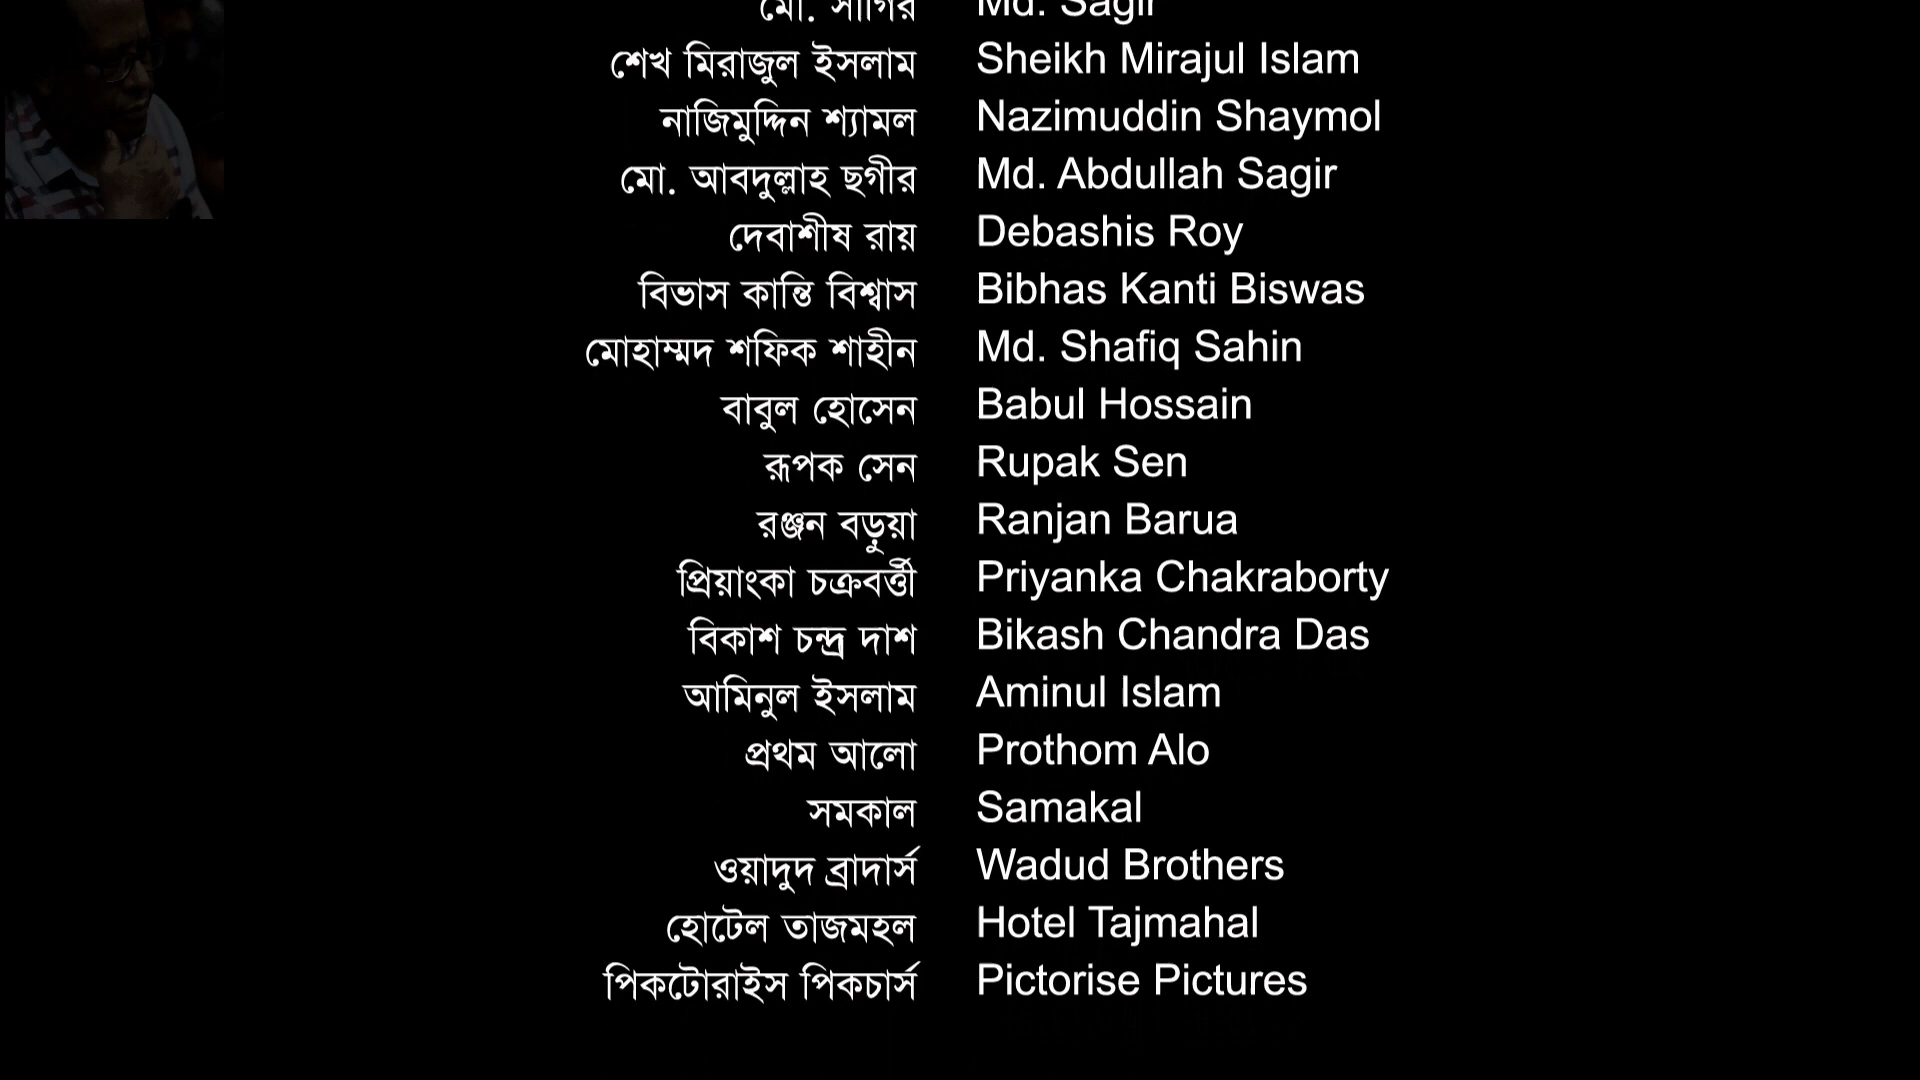 মো. সাগির Md. Sagir
শেখ মিরাজুল ইসলাম Sheikh Mirajul Islam
নাজিমুদ্দিন শ্যামল Nazimuddin Shaymol
মো. আবদুল্লাহ ছগীর Md. Abdullah Sagir
দেবাশীষ রায় Debashis Roy
বিভাস কান্তি বিশ্বাস Bibhas Kanti Biswas
মোহাম্মদ শফিক শাহীন Md. Shafiq Sahin
বাবুল হোসেন Babul Hossain
রূপক সেন Rupak Sen
রঞ্জন বড়ুয়া Ranjan Barua
প্রিয়াংকা চক্রবর্ত্তী Priyanka Chakraborty
বিকাশ চন্দ্র দাশ Bikash Chandra Das
আমিনুল ইসলাম Aminul Islam
প্রথম আলো Prothom Alo
সমকাল Samakal
ওয়াদুদ ব্রাদার্স Wadud Brothers
হোটেল তাজমহল Hotel Tajmahal
পিকটোরাইস পিকচার্স Pictorise Pictures